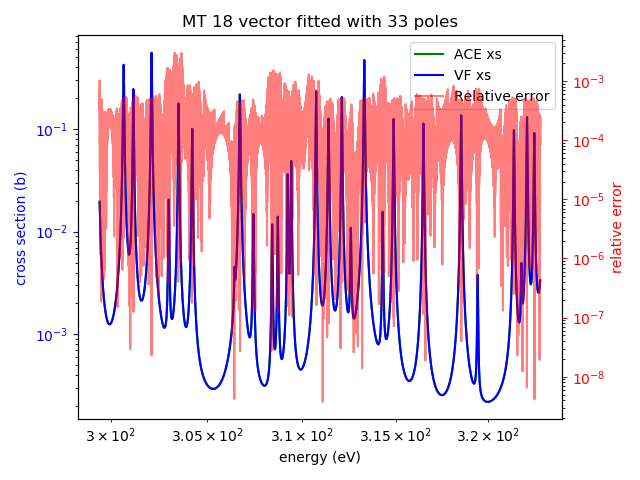 MT 18 vector fitted with 33 poles
ACE xs
VF xs
Relative error
cross section (b)
10⁻¹
10⁻²
10⁻³
relative error
10⁻³
10⁻⁴
10⁻⁵
10⁻⁶
10⁻⁷
10⁻⁸
3 × 10² 3.05 × 10² 3.1 × 10² 3.15 × 10² 3.2 × 10²
energy (eV)